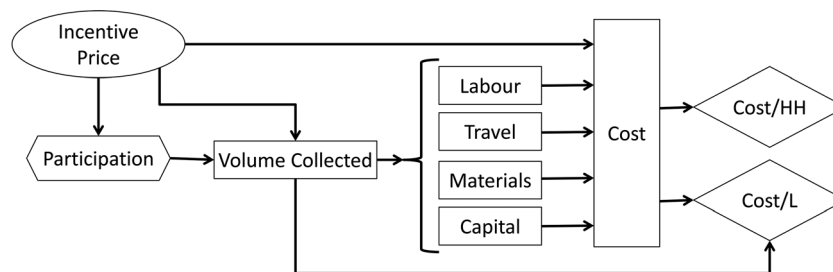 Incentive
Price
Participation
Volume Collected
Labour
Travel
Materials
Capital
Cost
Cost/HH
Cost/L